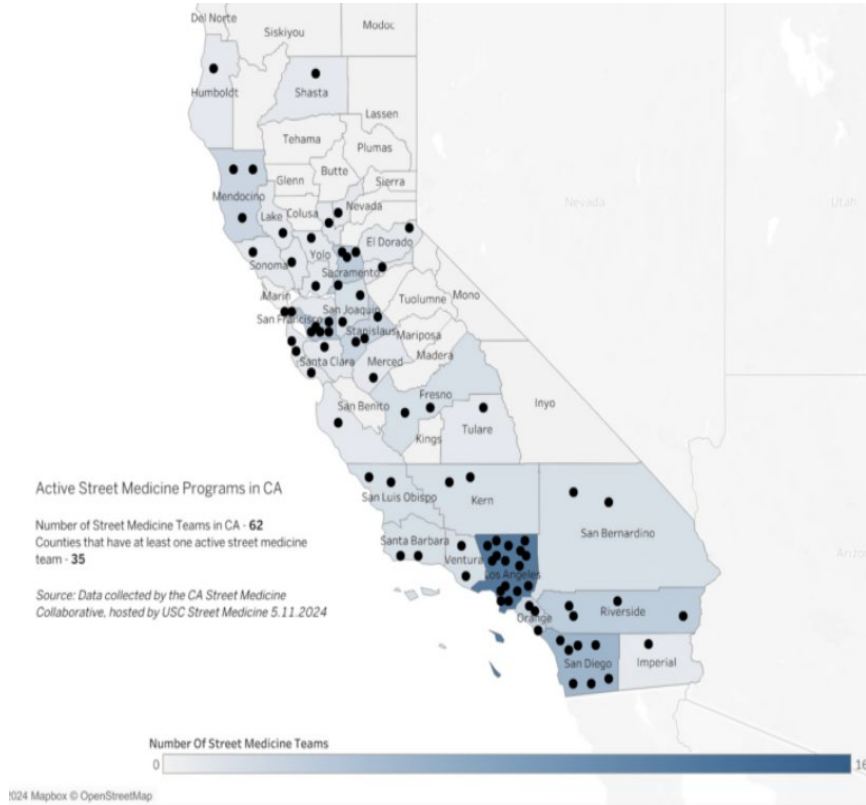 Del Norte
Siskiyou
Modoc
Humboldt
Shasta
Lassen
Tehama
Plumas
Butte
Glenn
Sierra
Mendocino
Nevada
Lake
Colusa
Nevada
Utah
El Dorado
Yolo
Sonoma
Sacramento
Marin
Tuolumne
Mono
San Joaquin
San Francisco
Stanislaus
Mariposa
Madera
Santa Clara
Merced
Fresno
Inyo
San Benito
Tulare
Kings
Active Street Medicine Programs in CA
San Luis Obispo
Kern
Number of Street Medicine Teams in CA - 62
Counties that have at least one active street medicine
team - 35
San Bernardino
Santa Barbara
Arizo
Ventura
Los Angeles
Source: Data collected by the CA Street Medicine
Collaborative, hosted by USC Street Medicine 5.11.2024
Riverside
Orange
San Diego
Imperial
Number Of Street Medicine Teams
0
16
2024 Mapbox © OpenStreetMap